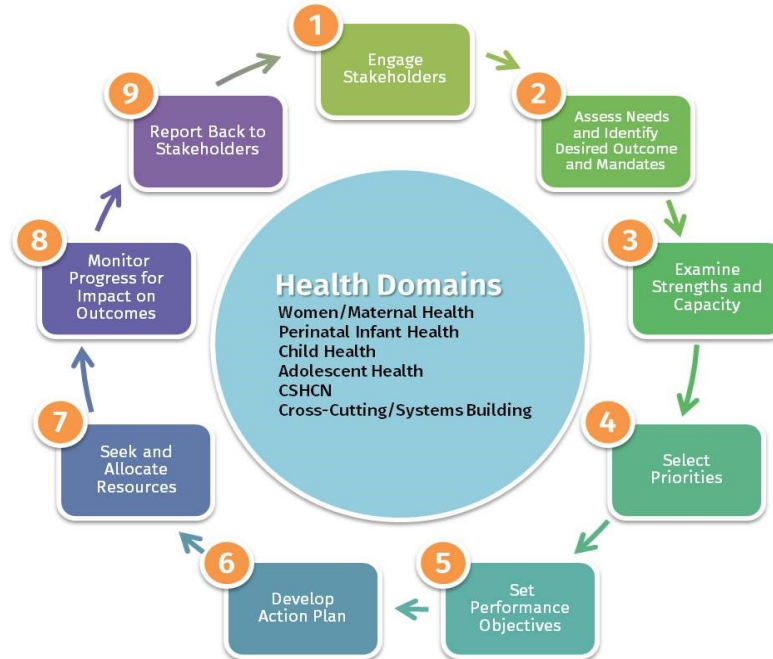 1
Engage
Stakeholders
2
Assess Needs
and Identify
Desired Outcome
and Mandates
3
Examine
Strengths and
Capacity
4
Select
Priorities
5
Set
Performance
Objectives
6
Develop
Action Plan
7
Seek and
Allocate
Resources
8
Monitor
Progress for
Impact on
Outcomes
9
Report Back to
Stakeholders
Health Domains
Women/Maternal Health
Perinatal Infant Health
Child Health
Adolescent Health
CSHCN
Cross-Cutting/Systems Building